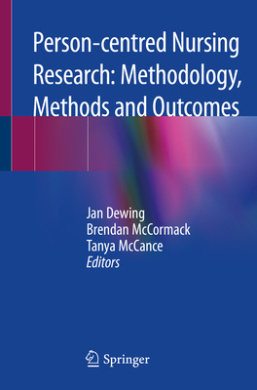 Person-centred Nursing
Research: Methodology,
Methods and Outcomes
Jan Dewing
Brendan McCormack
Tanya McCance
Editors
Springer